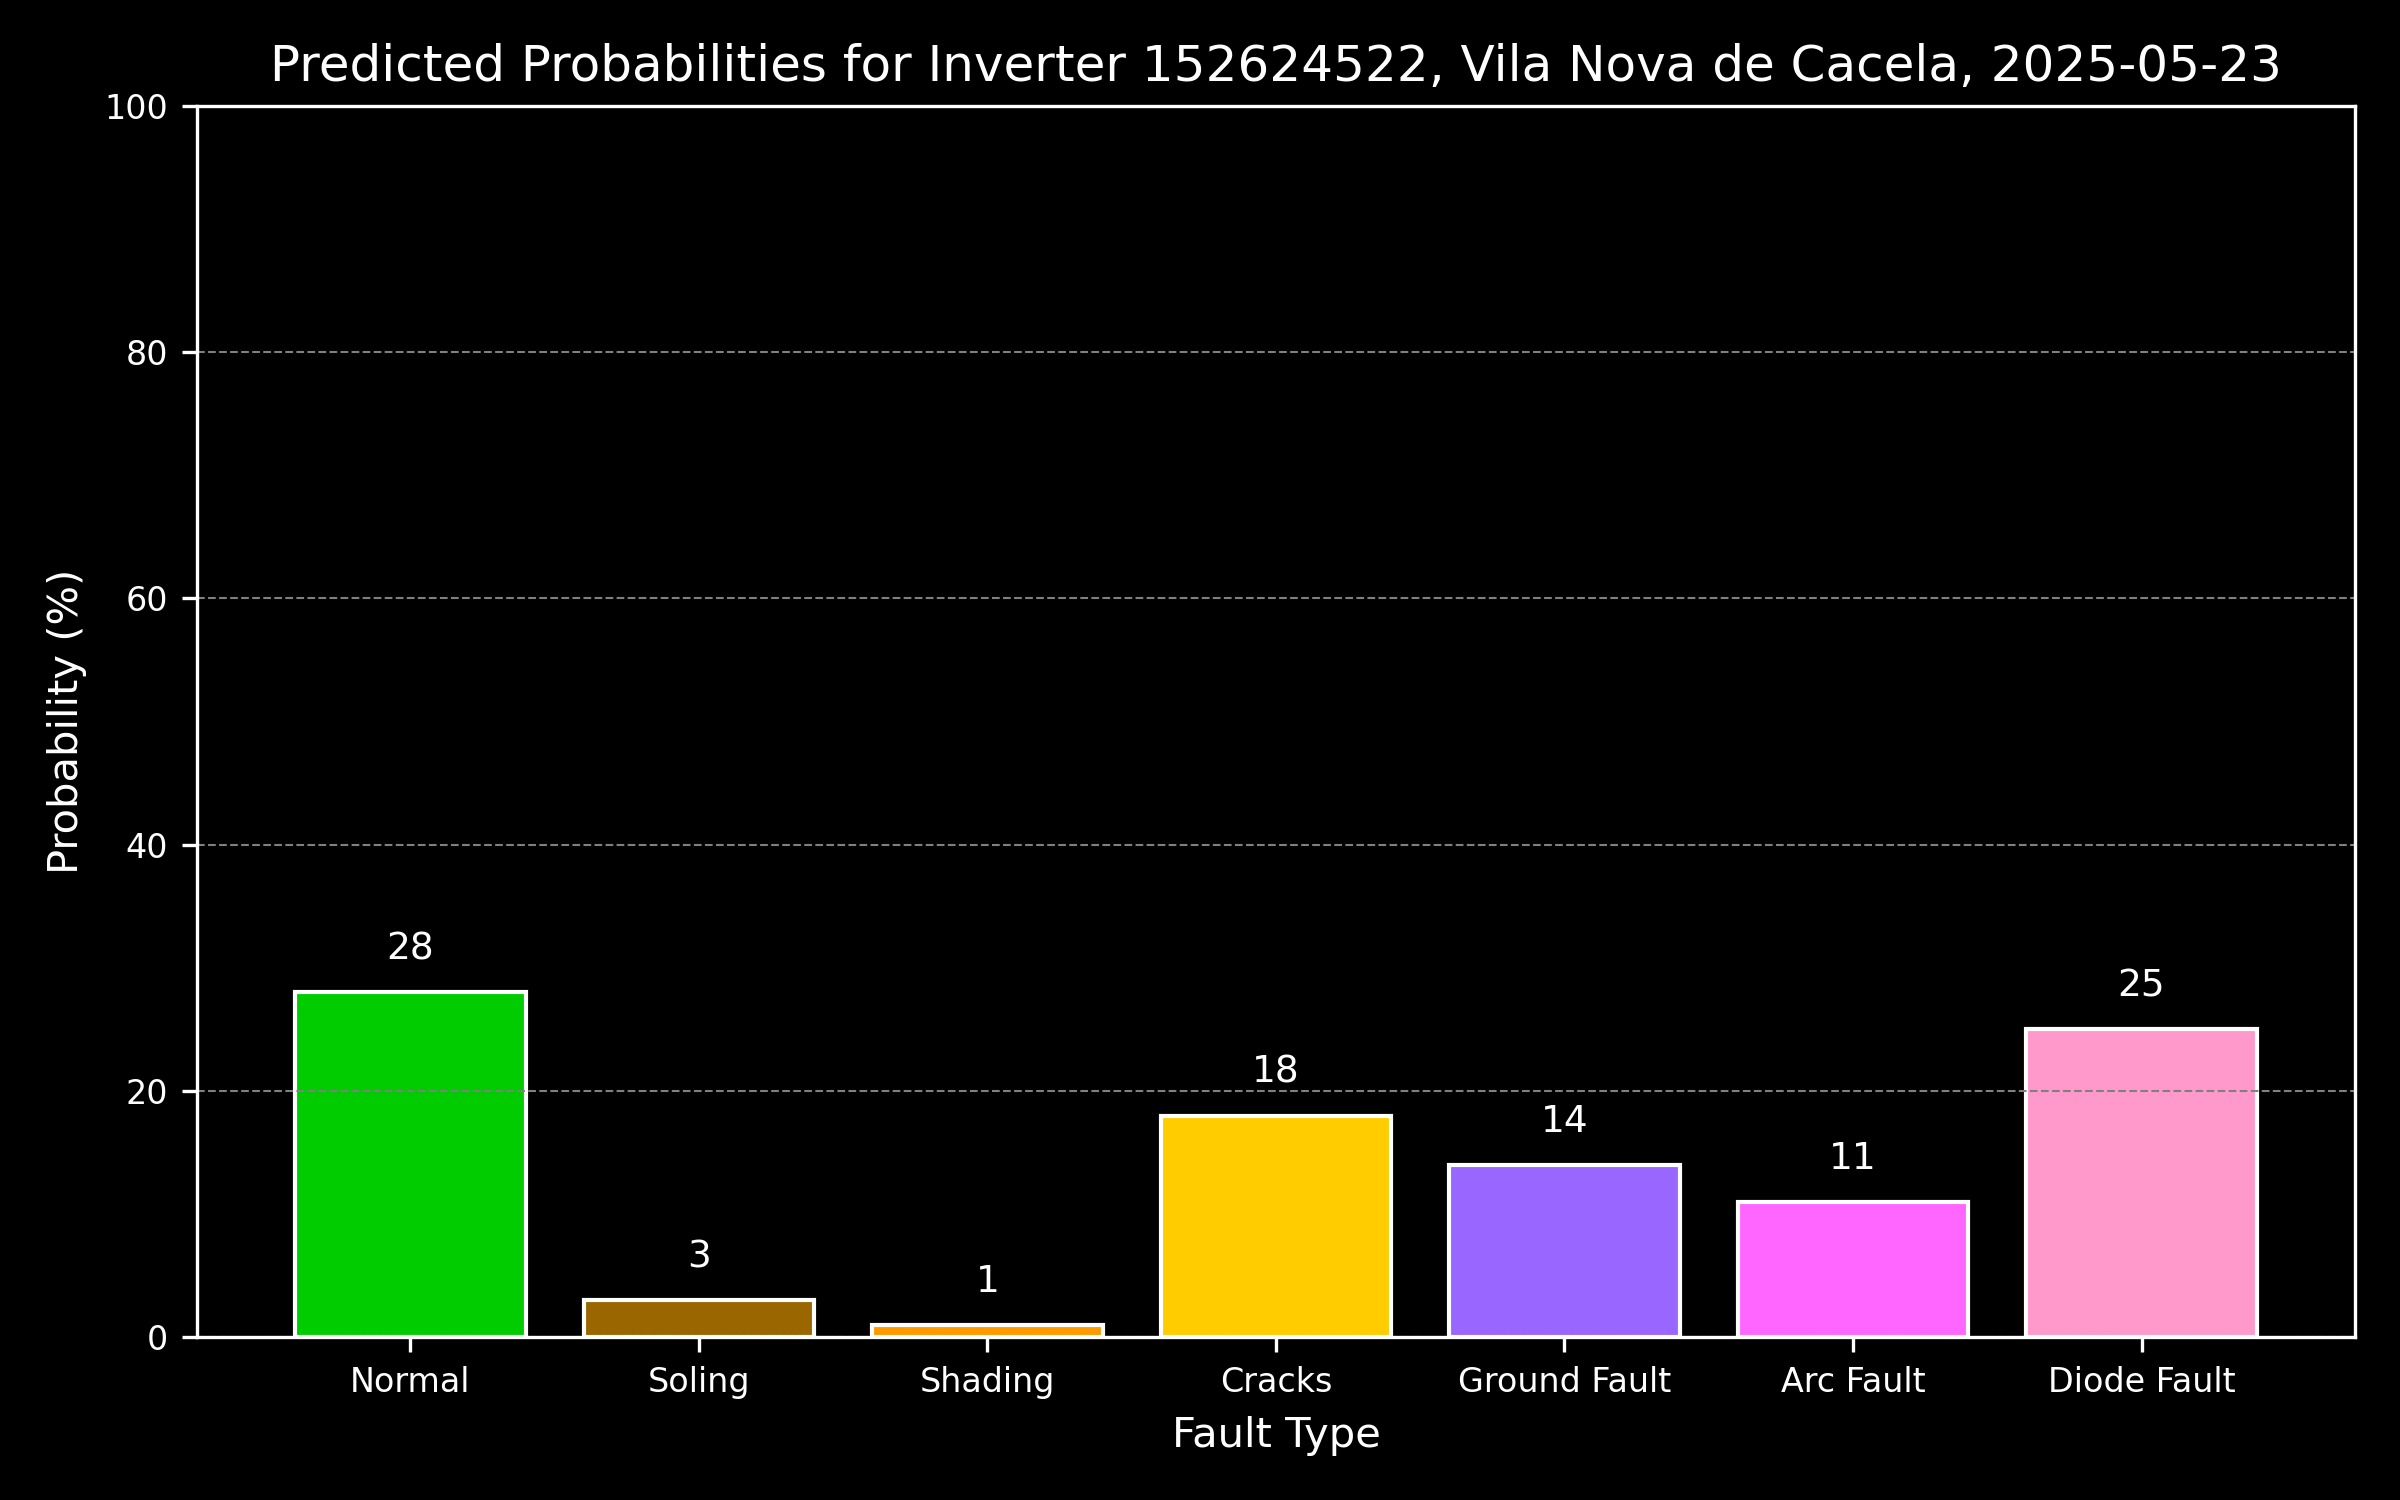 Predicted Probabilities for Inverter 152624522, Vila Nova de Cacela, 2025-05-23
100
80
60
40
20
0
Probability (%)
28
3
1
18
14
11
25
Normal
Soling
Shading
Cracks
Ground Fault
Arc Fault
Diode Fault
Fault Type